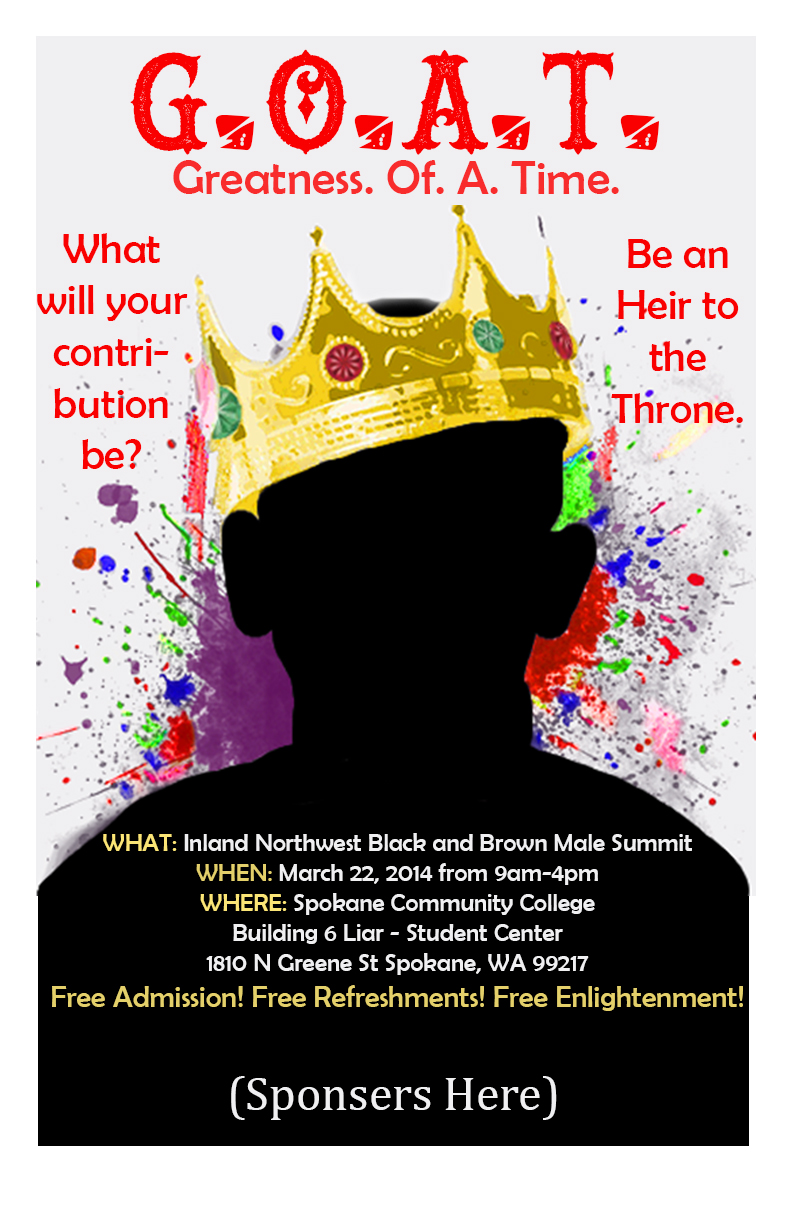 G.O.A.T.
Greatness. Of. A. Time.
What
will your
contri-
bution
be?
Be an
Heir to
the
Throne.
WHAT: Inland Northwest Black and Brown Male Summit
WHEN: March 22, 2014 from 9am-4pm
WHERE: Spokane Community College
Building 6 Liar - Student Center
1810 N Greene St Spokane, WA 99217
Free Admission! Free Refreshments! Free Enlightenment!
(Sponsers Here)